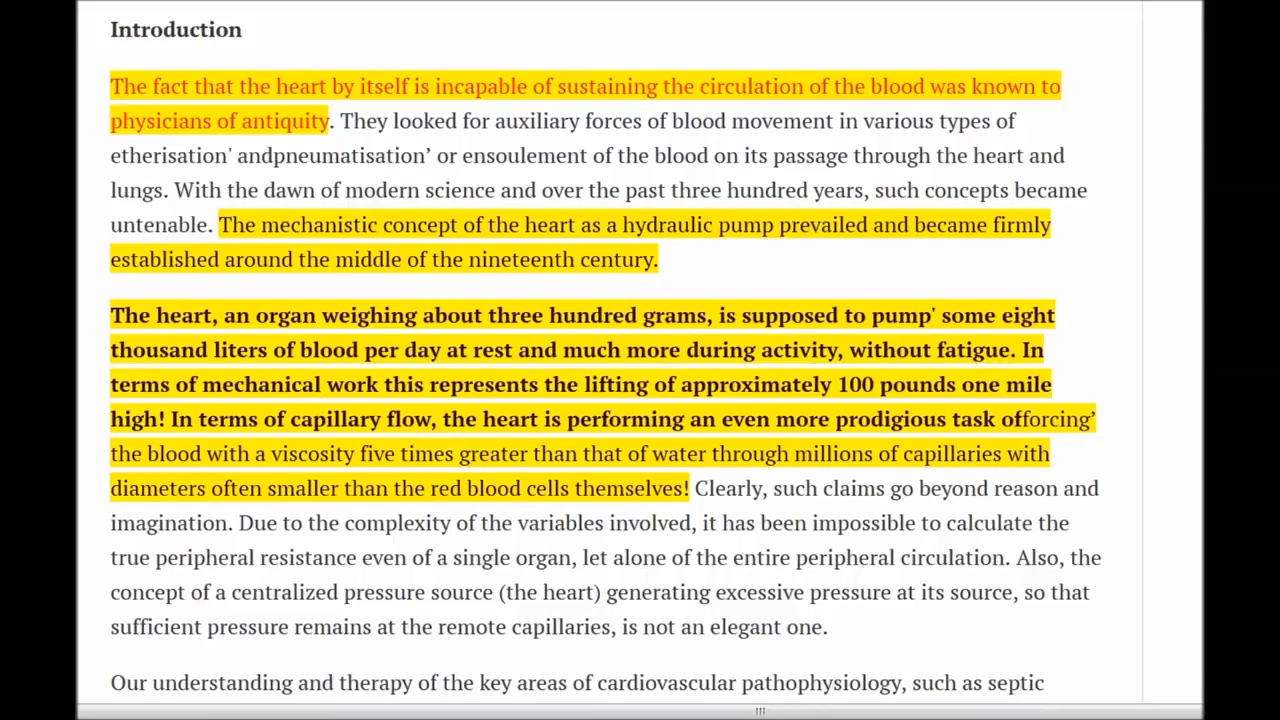 Introduction
The fact that the heart by itself is incapable of sustaining the circulation of the blood was known to
physicians of antiquity. They looked for auxiliary forces of blood movement in various types of
etherisation' andpneumatisation’ or ensoulement of the blood on its passage through the heart and
lungs. With the dawn of modern science and over the past three hundred years, such concepts became
untenable. The mechanistic concept of the heart as a hydraulic pump prevailed and became firmly
established around the middle of the nineteenth century.
The heart, an organ weighing about three hundred grams, is supposed to pump' some eight
thousand liters of blood per day at rest and much more during activity, without fatigue. In
terms of mechanical work this represents the lifting of approximately 100 pounds one mile
high! In terms of capillary flow, the heart is performing an even more prodigious task offorcing’
the blood with a viscosity five times greater than that of water through millions of capillaries with
diameters often smaller than the red blood cells themselves! Clearly, such claims go beyond reason and
imagination. Due to the complexity of the variables involved, it has been impossible to calculate the
true peripheral resistance even of a single organ, let alone of the entire peripheral circulation. Also, the
concept of a centralized pressure source (the heart) generating excessive pressure at its source, so that
sufficient pressure remains at the remote capillaries, is not an elegant one.
Our understanding and therapy of the key areas of cardiovascular pathophysiology, such as septic